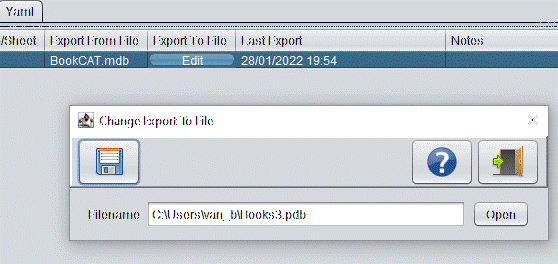 Yaml
/Sheet Export From File Export To File Last Export Notes
BookCAT.mdb Edit 28/01/2022 19:54
Change Export To File
Filename C:\Users\van_b\Books3.pdb Open